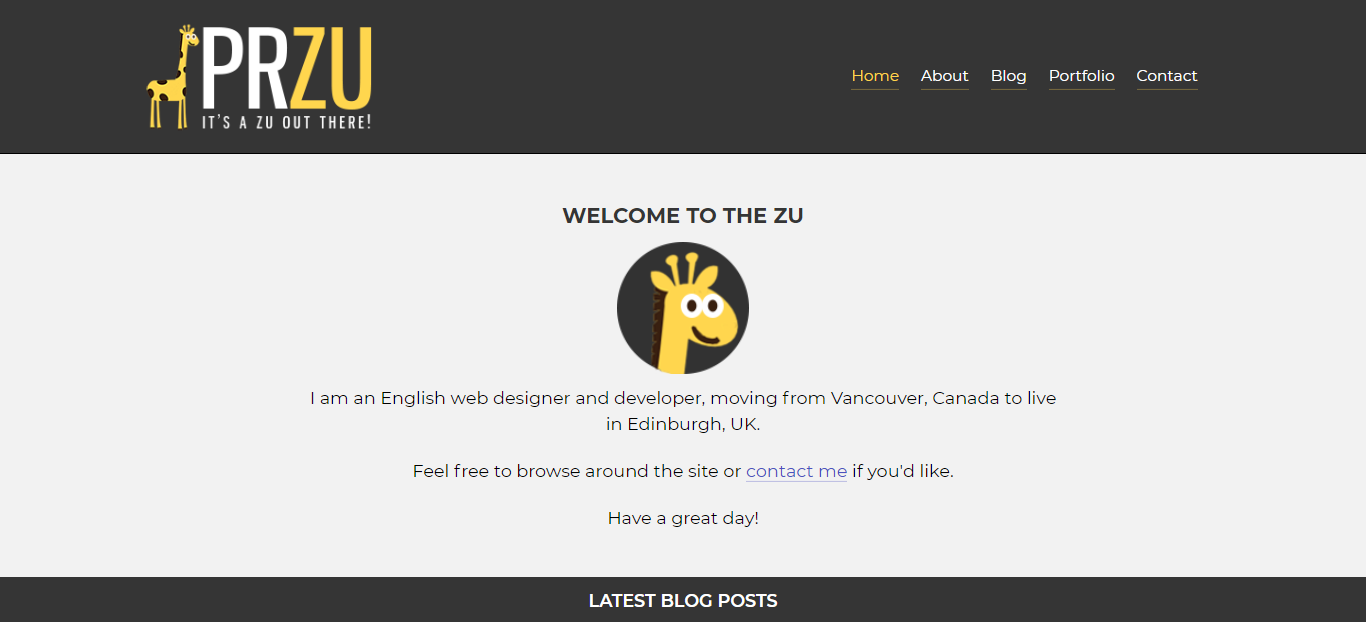 PRZU
IT'S A ZU OUT THERE!
Home About Blog Portfolio Contact
WELCOME TO THE ZU
I am an English web designer and developer, moving from Vancouver, Canada to live
in Edinburgh, UK.
Feel free to browse around the site or contact me if you'd like.
Have a great day!
LATEST BLOG POSTS